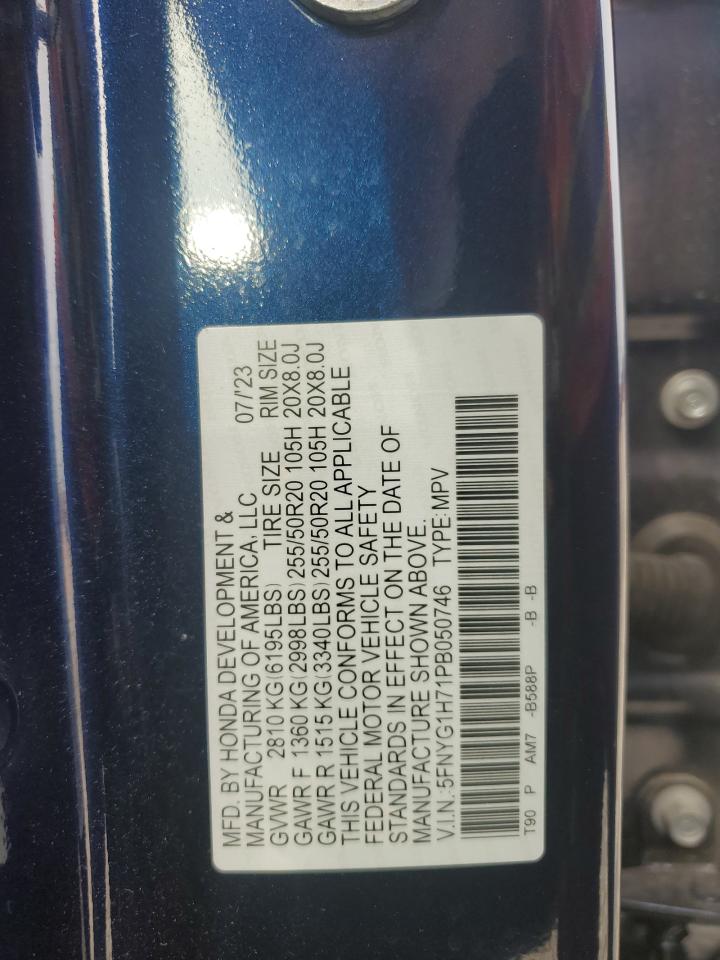 MFD. BY HONDA DEVELOPMENT &
MANUFACTURING OF AMERICA, LLC 07/'23
GVWR 2810 KG(6195LBS) TIRE SIZE RIM SIZE
GAWR F 1360 KG(2998LBS) 255/50R20 105H 20X8.0J
GAWR R 1515 KG(3340LBS) 255/50R20 105H 20X8.0J
THIS VEHICLE CONFORMS TO ALL APPLICABLE
FEDERAL MOTOR VEHICLE SAFETY
STANDARDS IN EFFECT ON THE DATE OF
MANUFACTURE SHOWN ABOVE.
V.I.N.:5FNYG1H71PB050746 TYPE:MPV
T90 P AM7 -B588P -B -B